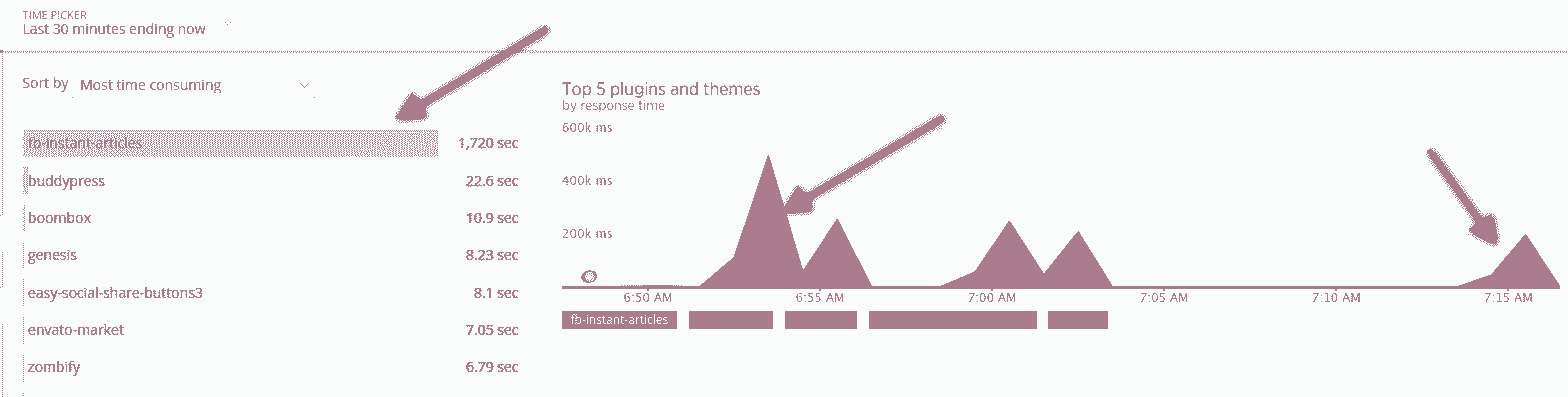 TIME PICKER
Last 30 minutes ending now
Sort by Most time consuming
fb-instant-articles 1,720 sec
buddypress 22.6 sec
boombox 10.9 sec
genesis 8.23 sec
easy-social-share-buttons3 8.1 sec
envato-market 7.05 sec
zombify 6.79 sec
Top 5 plugins and themes
by response time
600k ms
400k ms
200k ms
6:50 AM 6:55 AM 7:00 AM 7:05 AM 7:10 AM 7:15 AM
fb-instant-articles